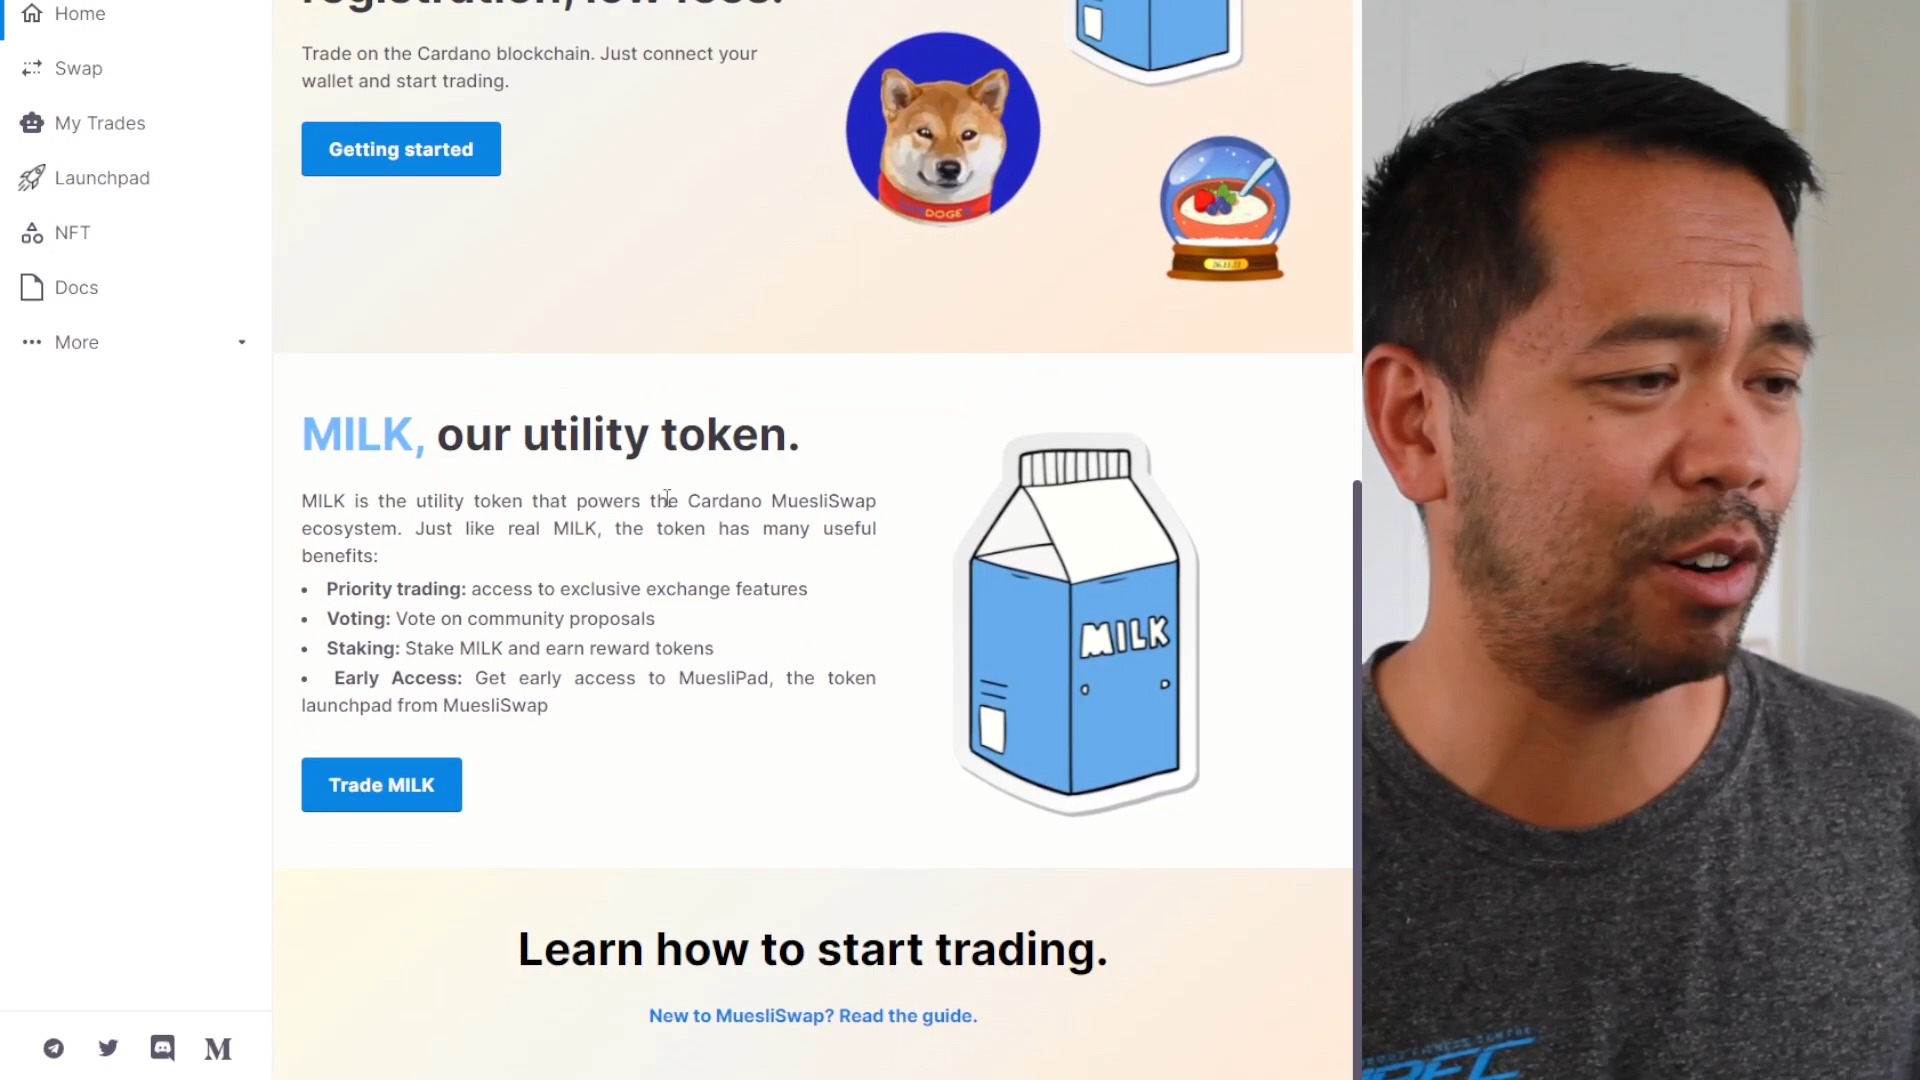 Home
Swap
My Trades
Launchpad
NFT
Docs
More
registration, low fees.
Trade on the Cardano blockchain. Just connect your
wallet and start trading.
Getting started
DOGE
MILK, our utility token.
MILK is the utility token that powers the Cardano MuesliSwap
ecosystem. Just like real MILK, the token has many useful
benefits:
• Priority trading: access to exclusive exchange features
• Voting: Vote on community proposals
• Staking: Stake MILK and earn reward tokens
• Early Access: Get early access to MuesliPad, the token
launchpad from MuesliSwap
Trade MILK
MILK
Learn how to start trading.
New to MuesliSwap? Read the guide.